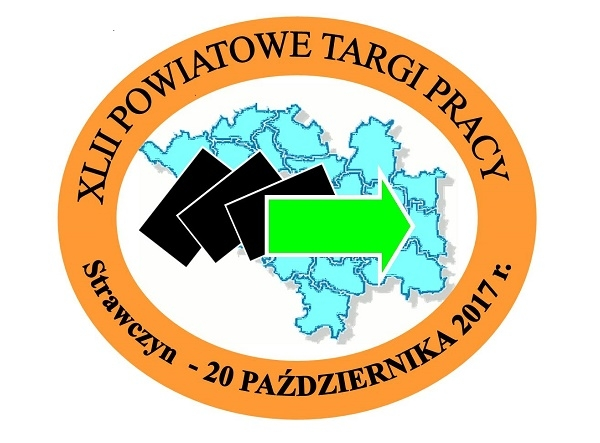 XLII POWIATOWE TARGI PRACY
Strawczyn - 20 PAŹDZIERNIKA 2017 r.